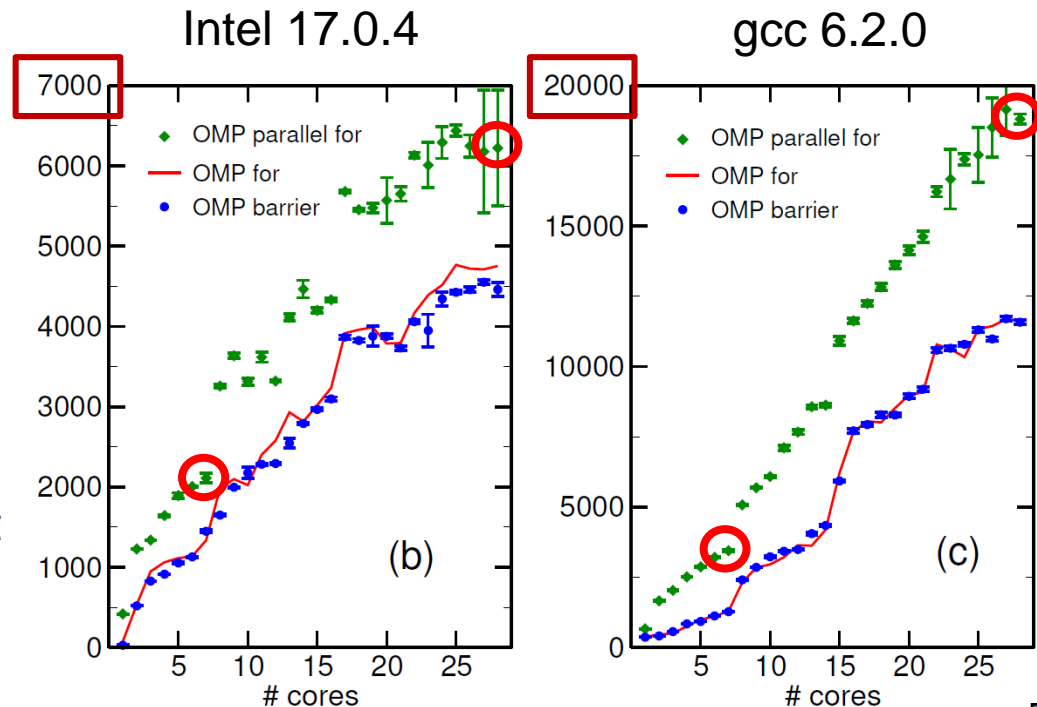 Intel 17.0.4
7000
6000
5000
4000
3000
2000
1000
0
OMP parallel for
OMP for
OMP barrier
(b)
5 10 15 20 25
# cores
gcc 6.2.0
20000
15000
10000
5000
0
OMP parallel for
OMP for
OMP barrier
(c)
5 10 15 20 25
# cores